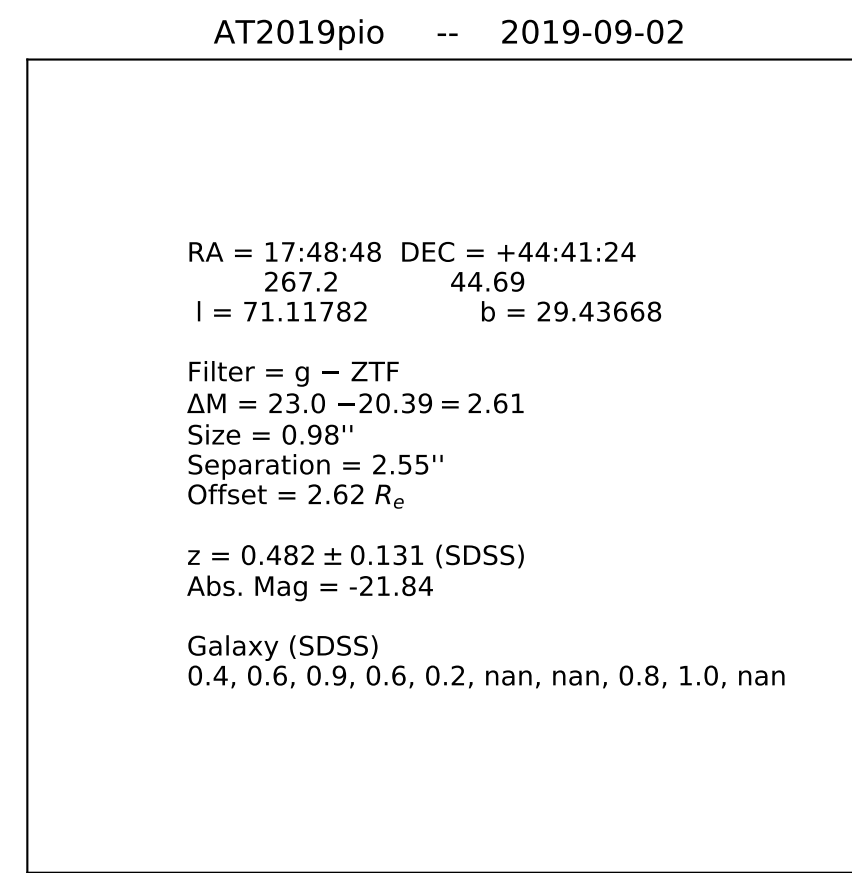 AT2019pio -- 2019-09-02
RA = 17:48:48 DEC = +44:41:24
267.2 44.69
l = 71.11782 b = 29.43668
Filter = g − ZTF
ΔM = 23.0 −20.39 = 2.61
Size = 0.98''
Separation = 2.55''
Offset = 2.62 Rₑ
z = 0.482 ± 0.131 (SDSS)
Abs. Mag = -21.84
Galaxy (SDSS)
0.4, 0.6, 0.9, 0.6, 0.2, nan, nan, 0.8, 1.0, nan